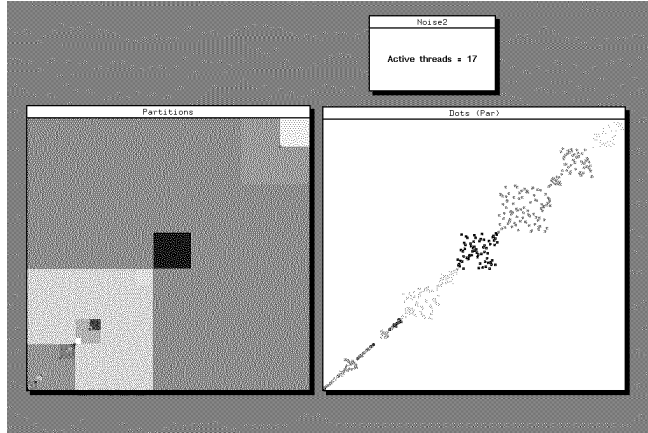 Noise2
Active threads = 17
Partitions
Dots (Par)